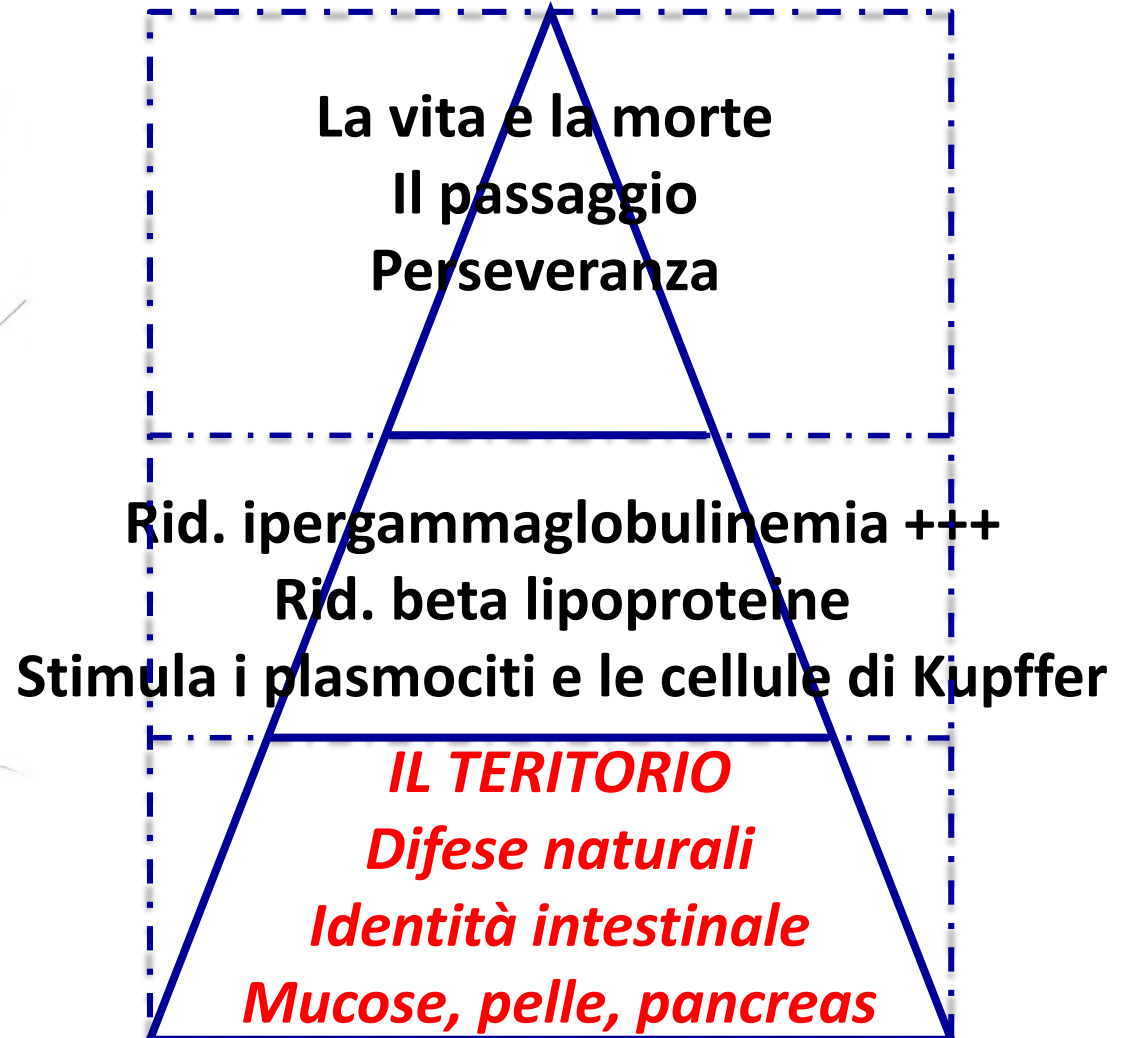 La vita e la morte
Il passaggio
Perseveranza
Rid. ipergammaglobulinemia +++
Rid. beta lipoproteine
Stimula i plasmociti e le cellule di Kupffer
IL TERITORIO
Difese naturali
Identità intestinale
Mucose, pelle, pancreas